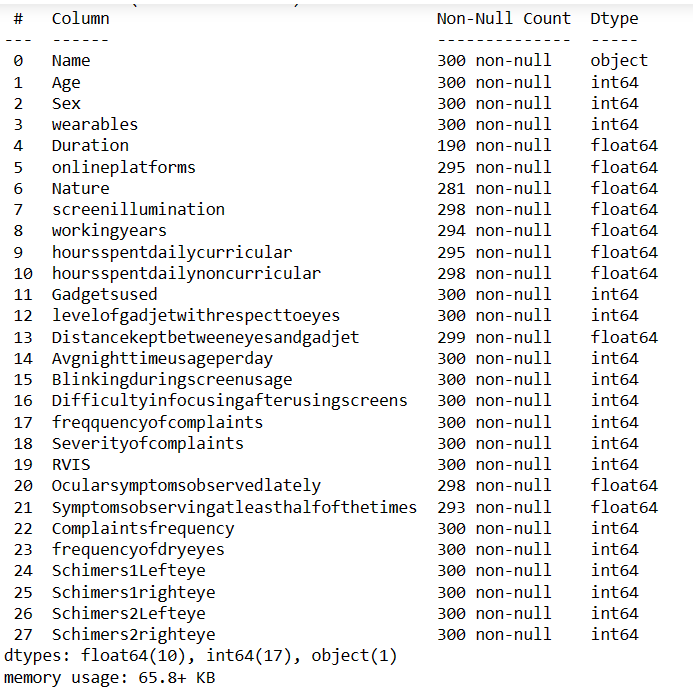 #   Column                                  Non-Null Count  Dtype
---  ------                                  --------------  -----
0   Name                                    300 non-null    object
1   Age                                     300 non-null    int64
2   Sex                                     300 non-null    int64
3   wearables                               300 non-null    int64
4   Duration                                190 non-null    float64
5   onlineplatforms                         295 non-null    float64
6   Nature                                  281 non-null    float64
7   screenillumination                      298 non-null    float64
8   workingyears                            294 non-null    float64
9   hoursspentdailycurricular               295 non-null    float64
10  hoursspentdailynoncurricular            298 non-null    float64
11  Gadgetsused                             300 non-null    int64
12  levelofgadjetwithrespecttoeyes          300 non-null    int64
13  Distancekeptbetweeneyesandgadjet        299 non-null    float64
14  Avgnighttimeusageperday                 300 non-null    int64
15  Blinkingduringscreenusage               300 non-null    int64
16  Difficultyinfocusingafterusingscreens   300 non-null    int64
17  freqquencyofcomplaints                  300 non-null    int64
18  Severityofcomplaints                    300 non-null    int64
19  RVIS                                    300 non-null    int64
20  Ocularsymptomsobservedlately            298 non-null    float64
21  Symptomsobservingatleasthalfofthetimes  293 non-null    float64
22  Complaintsfrequency                     300 non-null    int64
23  frequencyofdryeyes                      300 non-null    int64
24  Schimers1Lefteye                        300 non-null    int64
25  Schimers1righteye                       300 non-null    int64
26  Schimers2Lefteye                        300 non-null    int64
27  Schimers2righteye                       300 non-null    int64
dtypes: float64(10), int64(17), object(1)
memory usage: 65.8+ KB